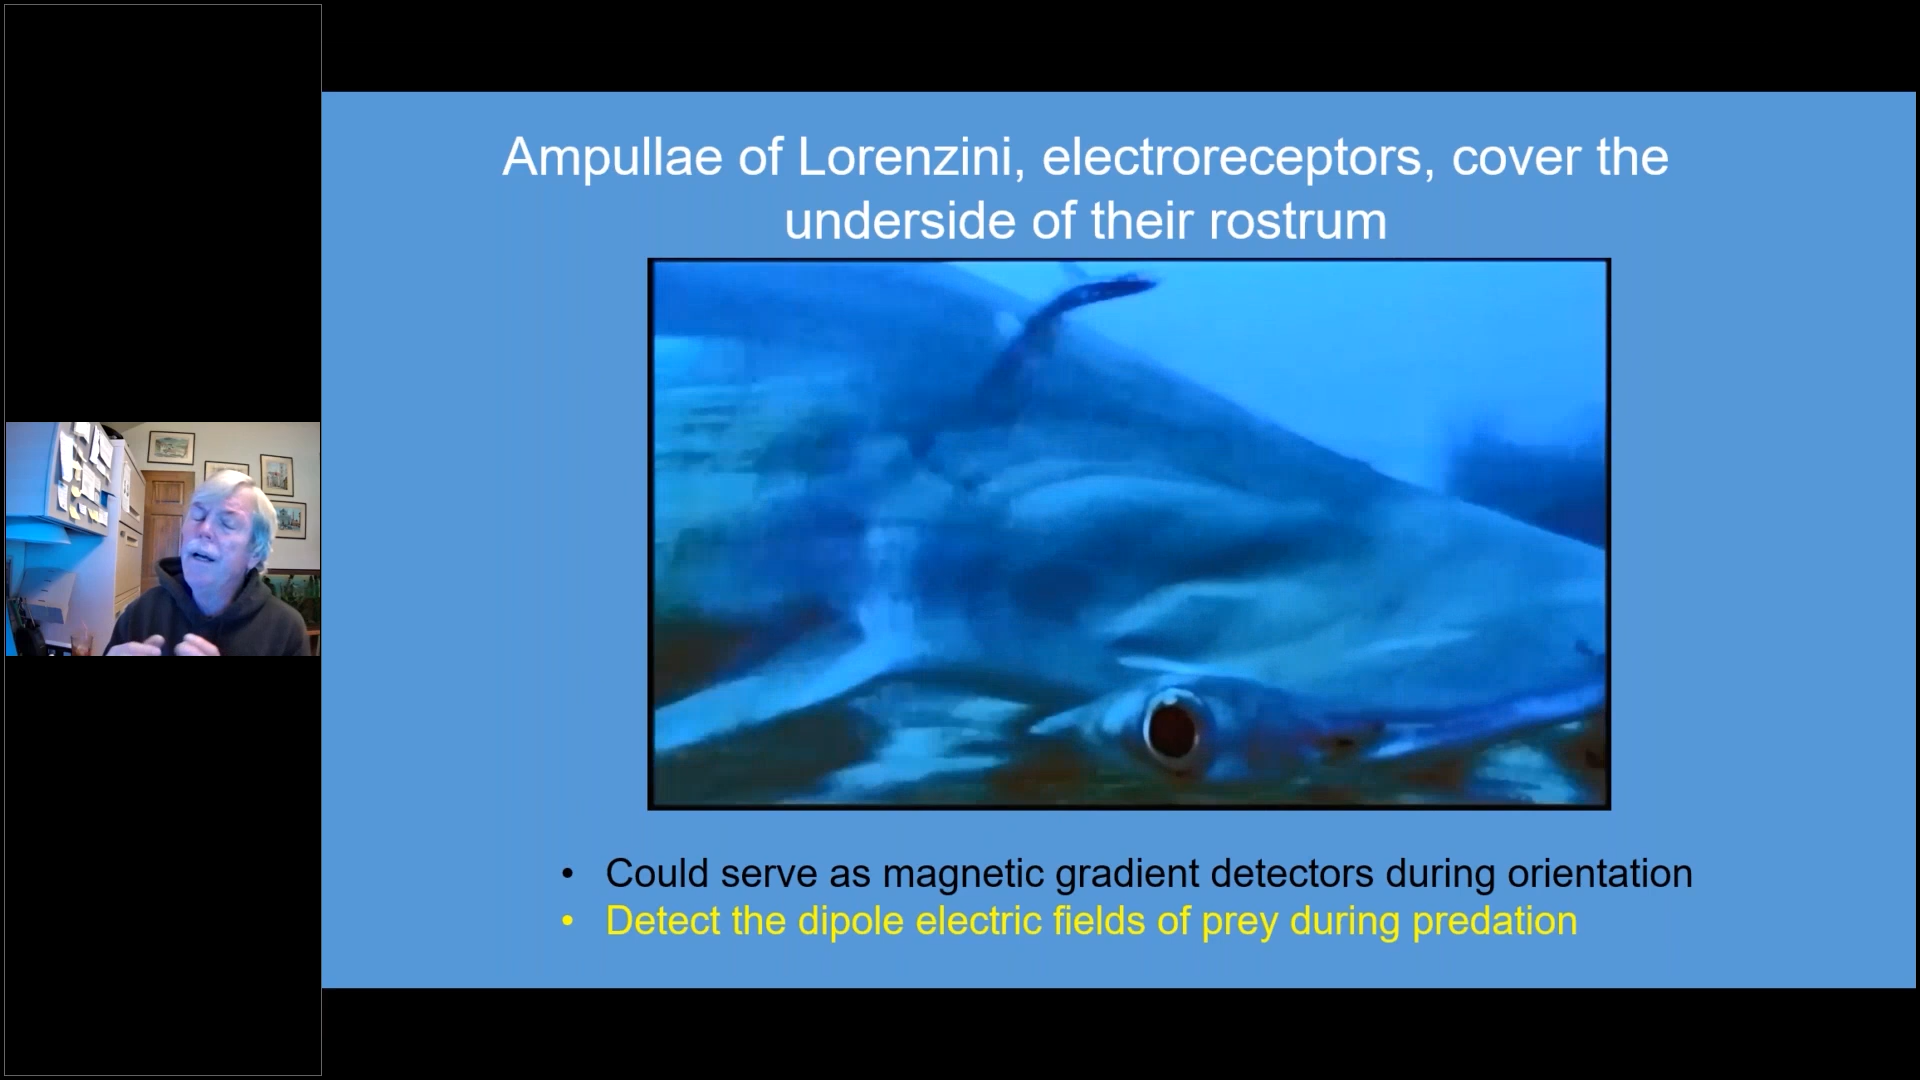 Ampullae of Lorenzini, electroreceptors, cover the
underside of their rostrum
• Could serve as magnetic gradient detectors during orientation
• Detect the dipole electric fields of prey during predation